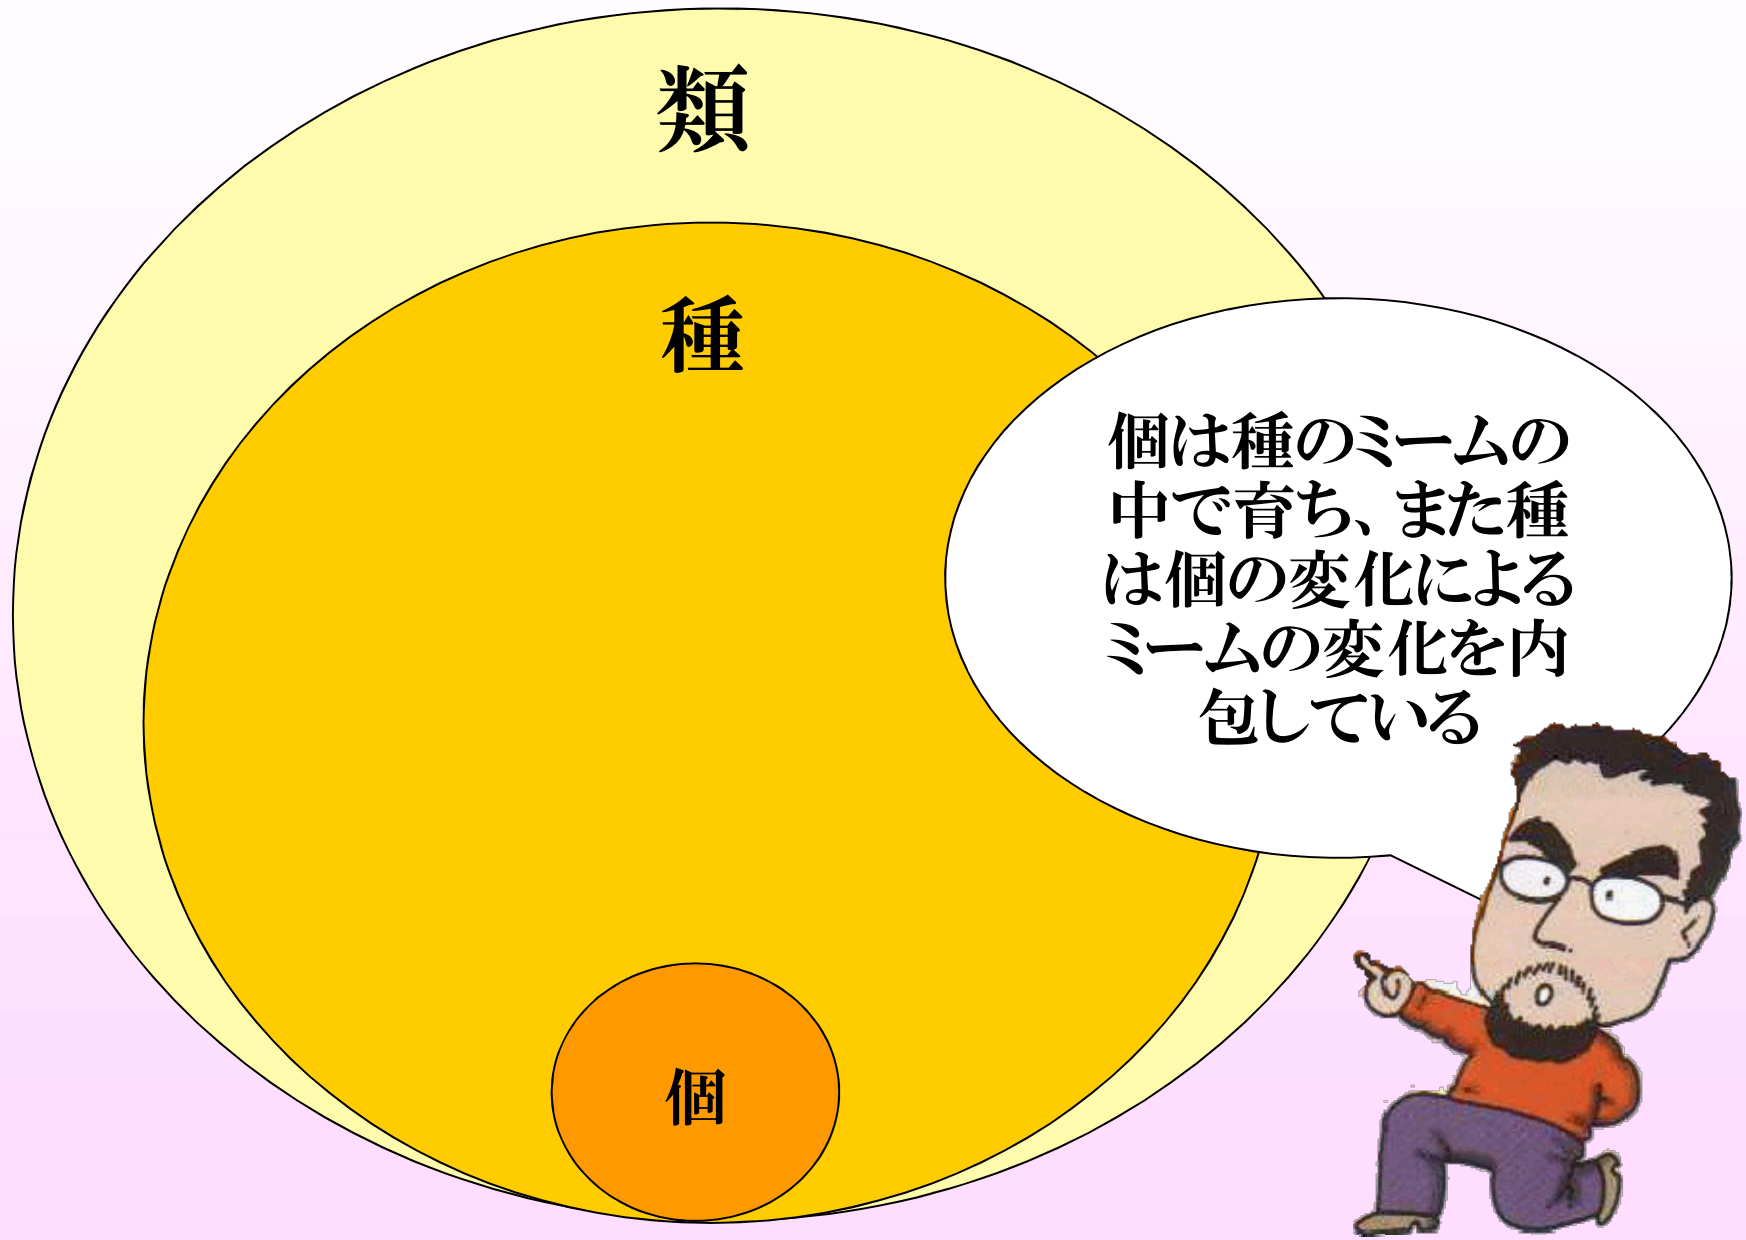 類
種
個は種のミームの
中で育ち、また種
は個の変化による
ミームの変化を内
包している
個